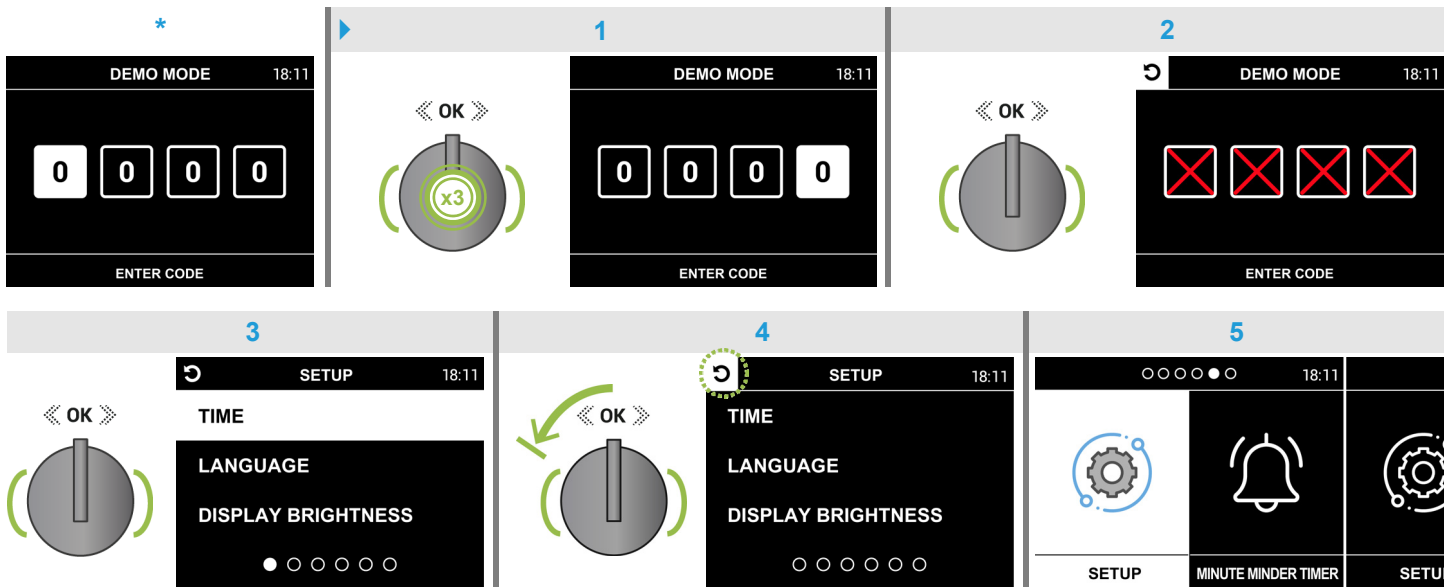 *
1
2
DEMO MODE 18:11
0 0 0 0
ENTER CODE
OK
x3
DEMO MODE 18:11
0 0 0 0
ENTER CODE
OK
DEMO MODE 18:11
ENTER CODE
3
4
5
OK
SETUP 18:11
TIME
LANGUAGE
DISPLAY BRIGHTNESS
OK
SETUP 18:11
TIME
LANGUAGE
DISPLAY BRIGHTNESS
18:11
SETUP
MINUTE MINDER TIMER
SETU